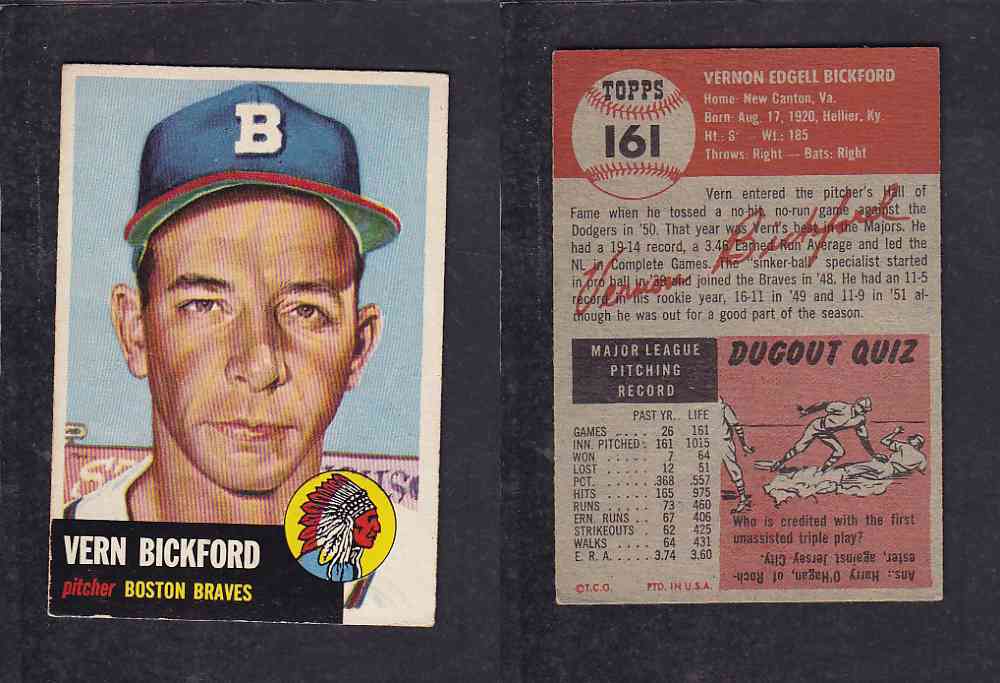 B
VERN BICKFORD
pitcher BOSTON BRAVES
TOPPS
161
VERNON EDGELL BICKFORD
Home: New Canton, Va.
Born: Aug. 17, 1920, Hellier, Ky.
Ht.: 6' Wt.: 185
Throws: Right — Bats: Right
Vern entered the pitcher's Hall of
Fame when he tossed a no-hit, no-run game against the
Dodgers in '50. That year was Vern's best in the Majors. He
had a 19-14 record, a 3.46 Earned Run Average and led the
NL in Complete Games. The "sinker-ball" specialist started
in pro ball in '39 and joined the Braves in '48. He had an 11-5
record in his rookie year, 16-11 in '49 and 11-9 in '51 al-
though he was out for a good part of the season.
Vernon Bickford
MAJOR LEAGUE
PITCHING
RECORD
PAST YR. LIFE
GAMES .... 26 161
INN. PITCHED: 161 1015
WON ..... 7 64
LOST ..... 12 51
PCT. ..... .368 .557
HITS ..... 165 975
RUNS ..... 73 460
ERN. RUNS .. 67 406
STRIKEOUTS 62 425
WALKS .... 64 431
E. R. A. .... 3.74 3.60
DUGOUT QUIZ
Who is credited with the first
unassisted triple play?
Ans.: Harry O'Hagan, of Roch-
ester, against Jersey City.
©T.C.G. PTD. IN U.S.A.